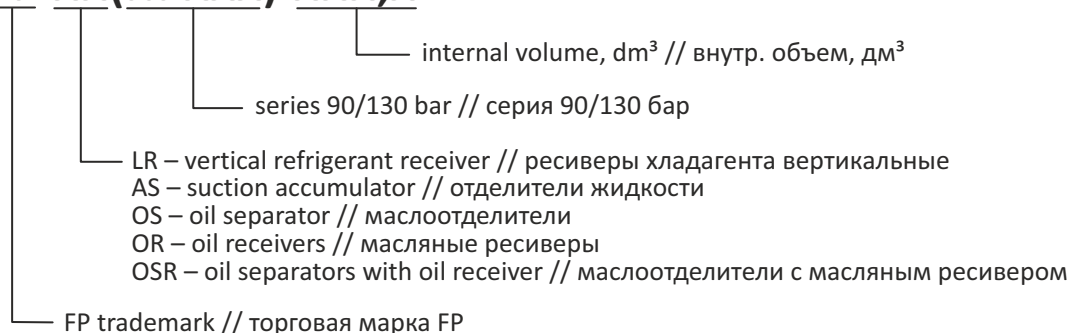 internal volume, dm³ // внутр. объем, дм³
series 90/130 bar // серия 90/130 бар
LR – vertical refrigerant receiver // ресиверы хладагента вертикальные
AS – suction accumulator // отделители жидкости
OS – oil separator // маслоотделители
OR – oil receivers // масляные ресиверы
OSR – oil separators with oil receiver // маслоотделители с масляным ресивером
FP trademark // торговая марка FP